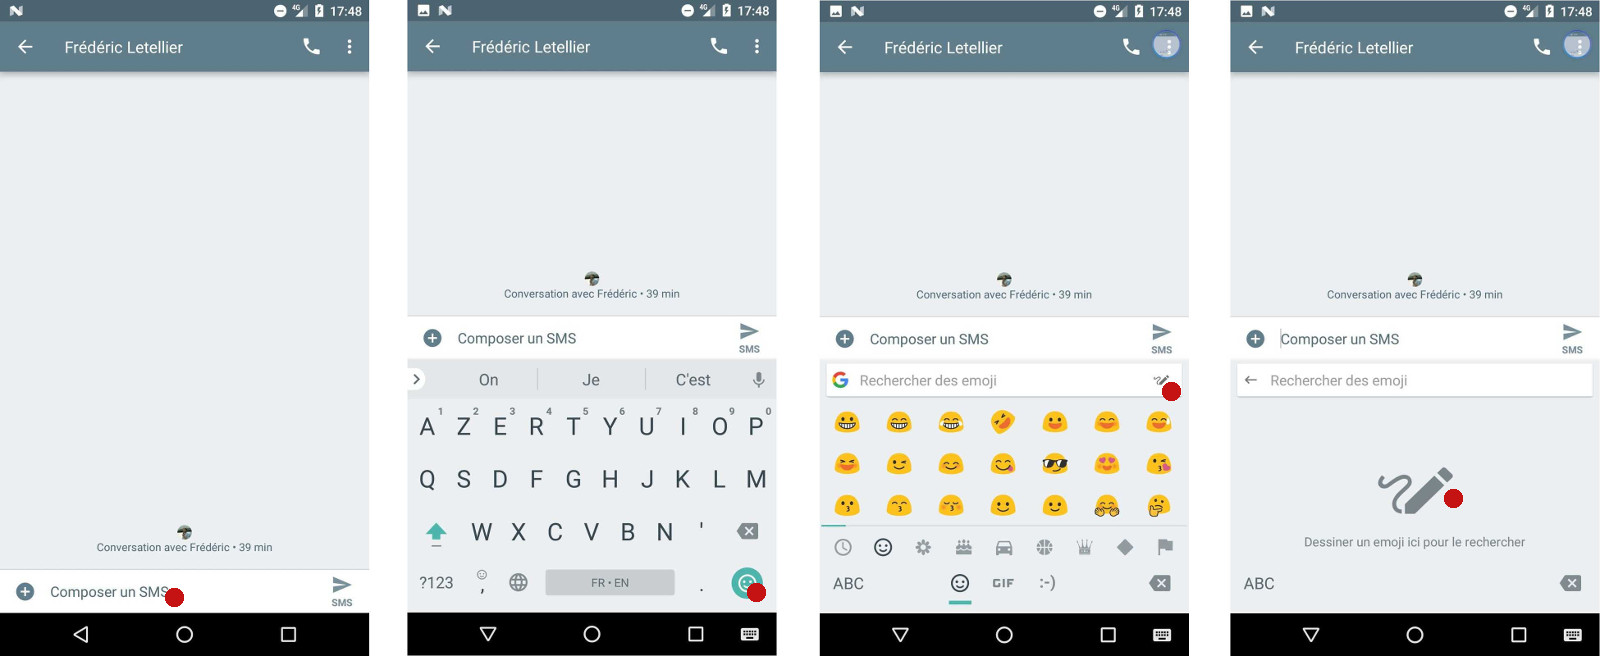 4G 17:48
Frédéric Letellier
Conversation avec Frédéric • 39 min
Composer un SMS
SMS
4G 17:48
Frédéric Letellier
Conversation avec Frédéric • 39 min
Composer un SMS
SMS
On Je C'est
A 1 Z 2 E 3 R 4 T 5 Y 6 U 7 I 8 O 9 P 0
Q S D F G H J K L M
W X C V B N '
?123 , FR • EN .
4G 17:48
Frédéric Letellier
Conversation avec Frédéric • 39 min
Composer un SMS
SMS
G Rechercher des emoji
ABC GIF :-)
4G 17:48
Frédéric Letellier
Conversation avec Frédéric • 39 min
Composer un SMS
SMS
Rechercher des emoji
Dessiner un emoji ici pour le rechercher
ABC